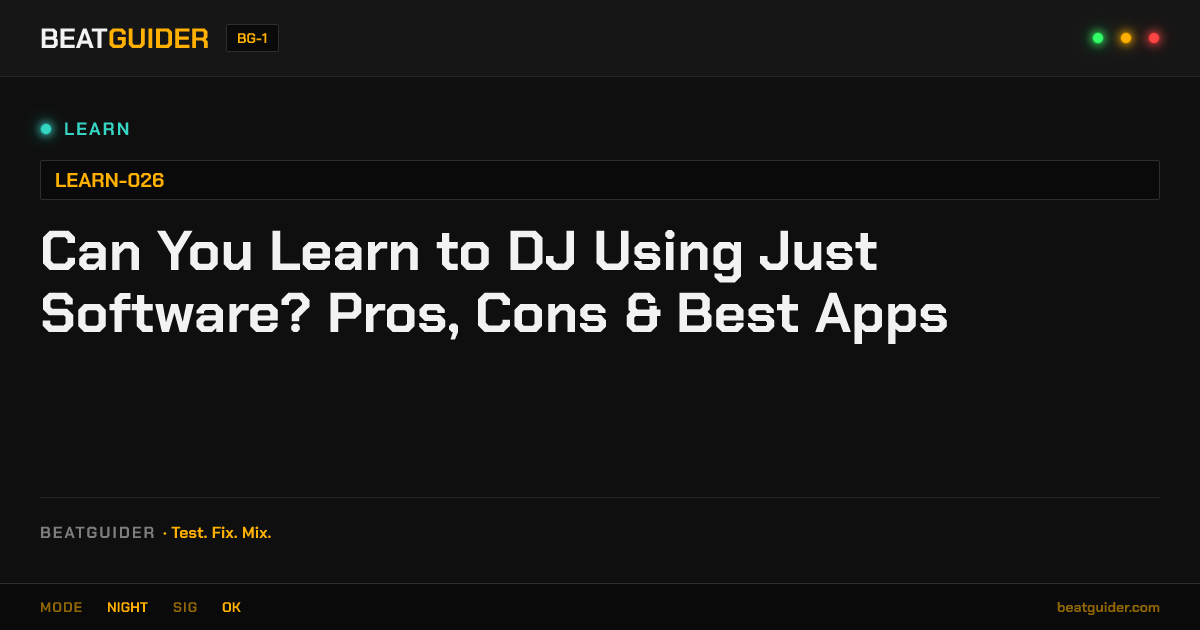 BEATGUIDER BG-1
LEARN
LEARN-026
Can You Learn to DJ Using Just
Software? Pros, Cons & Best Apps
BEATGUIDER · Test. Fix. Mix.
MODE NIGHT SIG OK beatguider.com